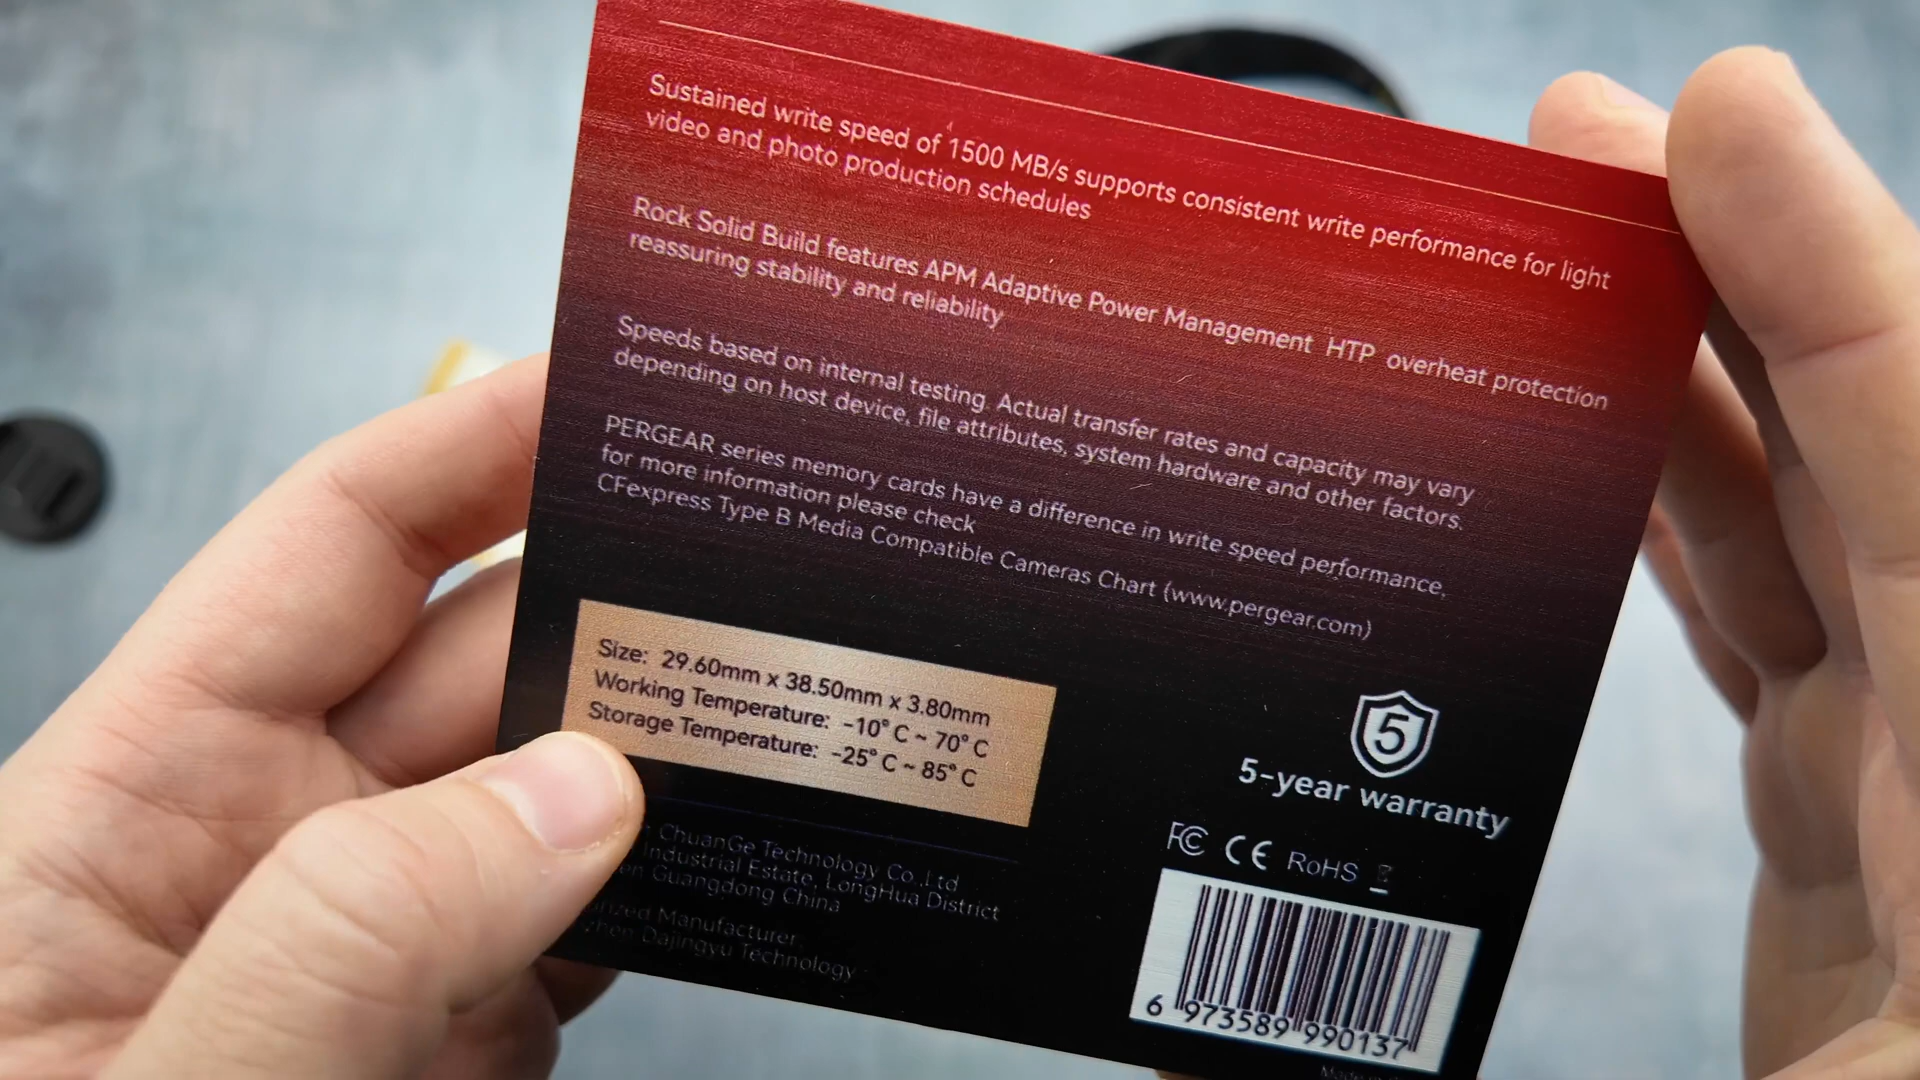 Sustained write speed of 1500 MB/s supports consistent write performance for light
video and photo production schedules
Rock Solid Build features APM Adaptive Power Management HTP overheat protection
reassuring stability and reliability
Speeds based on internal testing. Actual transfer rates and capacity may vary
depending on host device, file attributes, system hardware and other factors.
PERGEAR series memory cards have a difference in write speed performance,
for more information please check
CFexpress Type B Media Compatible Cameras Chart (www.pergear.com)
Size: 29.60mm x 38.50mm x 3.80mm
Working Temperature: -10°C ~ 70°C
Storage Temperature: -25°C ~ 85°C
5
5-year warranty
FC CE RoHS
ChuanGe Technology Co.,Ltd
Industrial Estate, LongHua District
Guangdong China
Manufacturer:
Dajingyu Technology
6 973589 990137